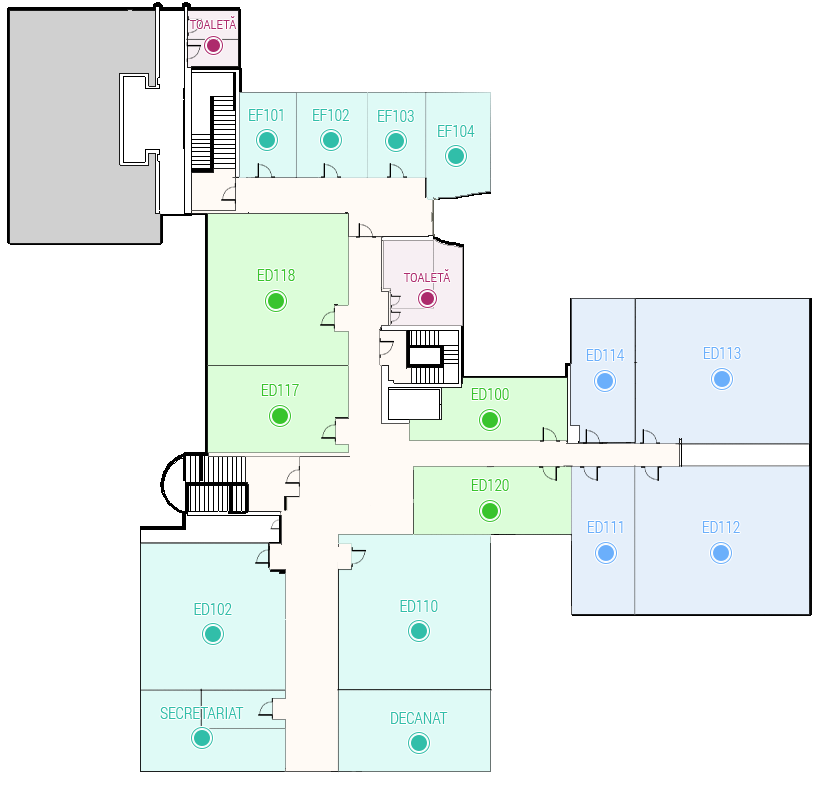 TOALETĂ
EF101
EF102
EF103
EF104
ED118
TOALETĂ
ED114
ED113
ED117
ED100
ED120
ED111
ED112
ED102
ED110
SECRETARIAT
DECANAT